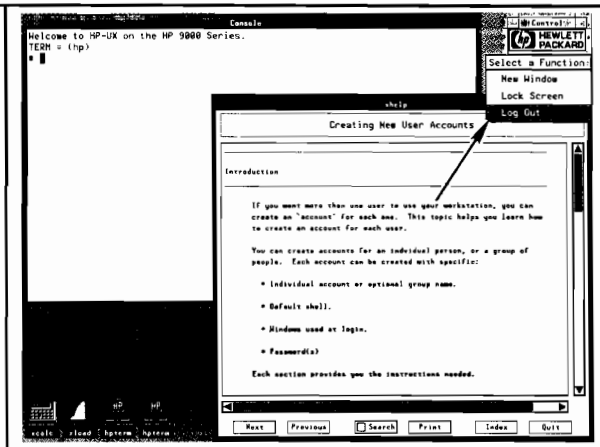 Console
Welcome to HP-UX on the HP 9000 Series.
TERM = (hp)
#Control
hp HEWLETT
PACKARD
Select a Function:
New Window
Lock Screen
Log Out
xhelp
Creating New User Accounts
Introduction
If you want more than one user to use your workstation, you can
create an "account" for each one. This topic helps you learn how
to create an account for each user.
You can create accounts for an individual person, or a group of
people. Each account can be created with specific:
* Individual account or optional group name.
* Default shell.
* Windows used at login.
* Password(s)
Each section provides you the instructions needed.
Next Previous Search Print Index Quit
HP HP
xcalc xload hpterm hpterm